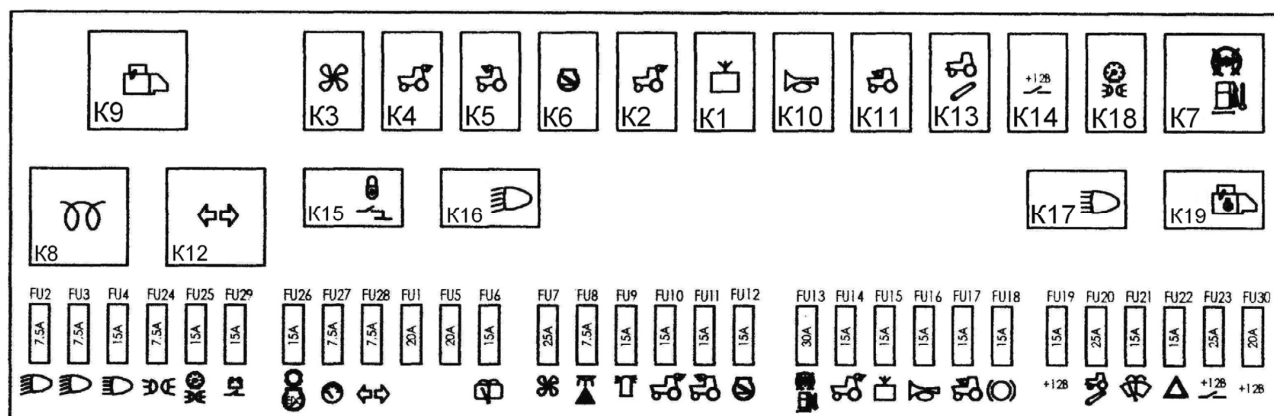 K9 K3 K4 K5 K6 K2 K1 K10 K11 K13 +12В K14 K18 K7
K8 K12 K15 K16 K17 K19
FU2 FU3 FU4 FU24 FU25 FU29 FU26 FU27 FU28 FU1 FU5 FU6 FU7 FU8 FU9 FU10 FU11 FU12 FU13 FU14 FU15 FU16 FU17 FU18 FU19 FU20 FU21 FU22 FU23 FU30
7.5A 7.5A 15A 7.5A 15A 15A 15A 7.5A 7.5A 20A 20A 15A 25A 7.5A 15A 15A 15A 15A 30A 15A 15A 15A 15A 15A 15A 25A 15A 15A 25A 20A
+12В +12В +12В